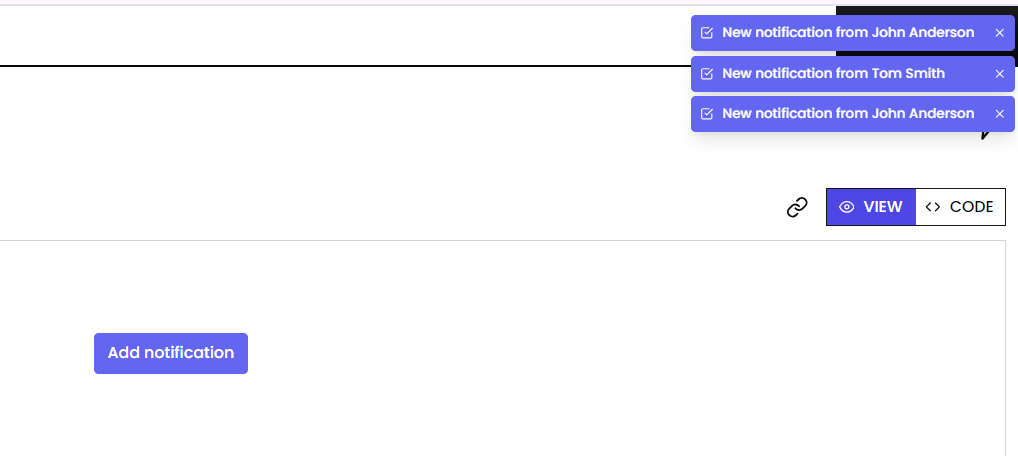 New notification from John Anderson
New notification from Tom Smith
New notification from John Anderson
VIEW
CODE
Add notification